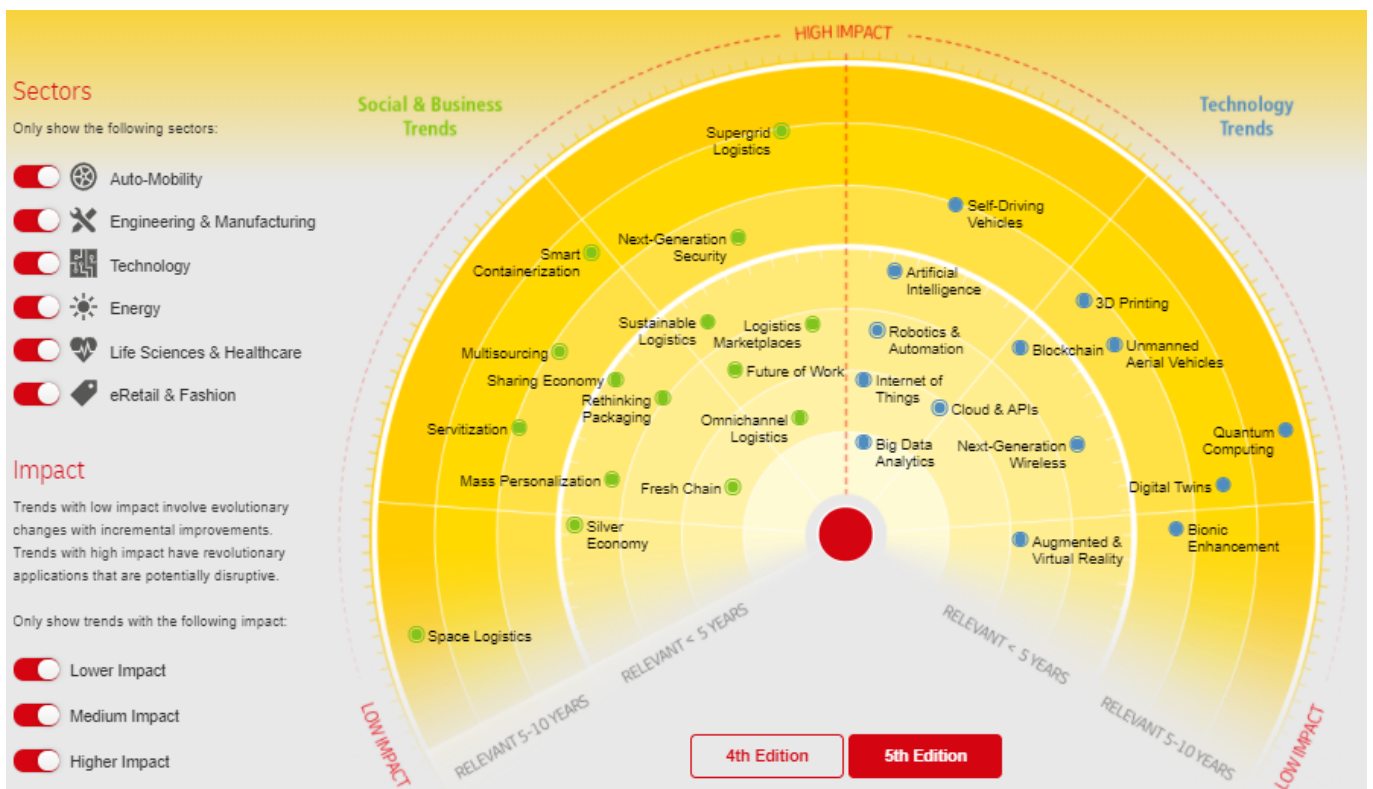 HIGH IMPACT
Sectors
Only show the following sectors:
Auto-Mobility
Engineering & Manufacturing
Technology
Energy
Life Sciences & Healthcare
eRetail & Fashion
Impact
Trends with low impact involve evolutionary
changes with incremental improvements.
Trends with high impact have revolutionary
applications that are potentially disruptive.
Only show trends with the following impact:
Lower Impact
Medium Impact
Higher Impact
Social & Business
Trends
Supergrid
Logistics
Next-Generation
Security
Smart
Containerization
Sustainable
Logistics
Logistics
Marketplaces
Multisourcing
Sharing Economy
Future of Work
Rethinking
Packaging
Omnichannel
Logistics
Servitization
Mass Personalization
Fresh Chain
Silver
Economy
Space Logistics
Technology
Trends
Self-Driving
Vehicles
Artificial
Intelligence
3D Printing
Robotics &
Automation
Blockchain
Unmanned
Aerial Vehicles
Internet of
Things
Cloud & APIs
Big Data
Analytics
Next-Generation
Wireless
Quantum
Computing
Digital Twins
Bionic
Enhancement
Augmented &
Virtual Reality
RELEVANT < 5 YEARS
RELEVANT < 5 YEARS
RELEVANT 5-10 YEARS
RELEVANT 5-10 YEARS
LOW IMPACT
LOW IMPACT
4th Edition
5th Edition